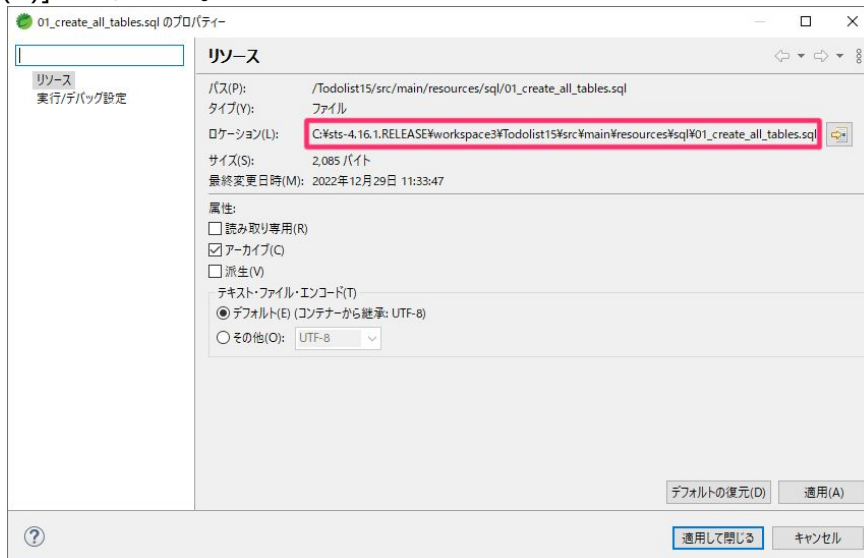 01_create_all_tables.sql のプロパティー
リソース
実行/デバッグ設定
リソース
パス(P): /Todolist15/src/main/resources/sql/01_create_all_tables.sql
タイプ(Y): ファイル
ロケーション(L): C:¥sts-4.16.1.RELEASE¥workspace3¥Todolist15¥src¥main¥resources¥sql¥01_create_all_tables.sql
サイズ(S): 2,085 バイト
最終変更日時(M): 2022年12月29日 11:33:47
属性:
読み取り専用(R)
アーカイブ(C)
派生(V)
テキスト・ファイル・エンコード(T)
デフォルト(E) (コンテナーから継承: UTF-8)
その他(O): UTF-8
デフォルトの復元(D) 適用(A)
適用して閉じる キャンセル